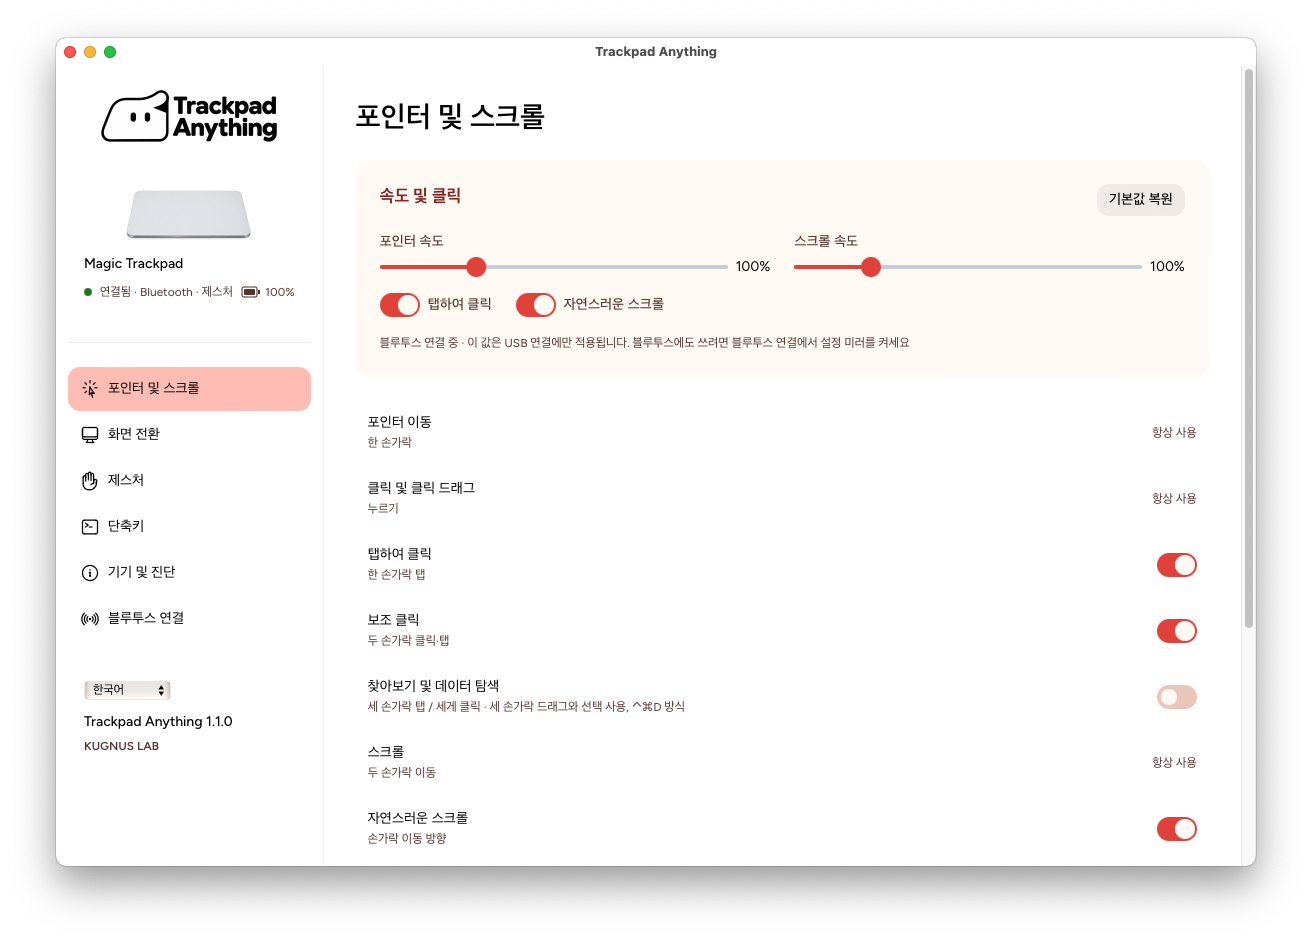 Trackpad Anything
Trackpad
Anything
Magic Trackpad
연결됨 · Bluetooth · 제스처 100%
포인터 및 스크롤
화면 전환
제스처
단축키
기기 및 진단
블루투스 연결
한국어
Trackpad Anything 1.1.0
KUGNUS LAB
포인터 및 스크롤
속도 및 클릭
기본값 복원
포인터 속도
100%
스크롤 속도
100%
탭하여 클릭
자연스러운 스크롤
블루투스 연결 중 · 이 값은 USB 연결에만 적용됩니다. 블루투스에도 쓰려면 블루투스 연결에서 설정 미러를 켜세요
포인터 이동
한 손가락
항상 사용
클릭 및 클릭 드래그
누르기
항상 사용
탭하여 클릭
한 손가락 탭
보조 클릭
두 손가락 클릭·탭
찾아보기 및 데이터 탐색
세 손가락 탭 / 세게 클릭 · 세 손가락 드래그와 선택 사용, ^⌘D 방식
스크롤
두 손가락 이동
항상 사용
자연스러운 스크롤
손가락 이동 방향